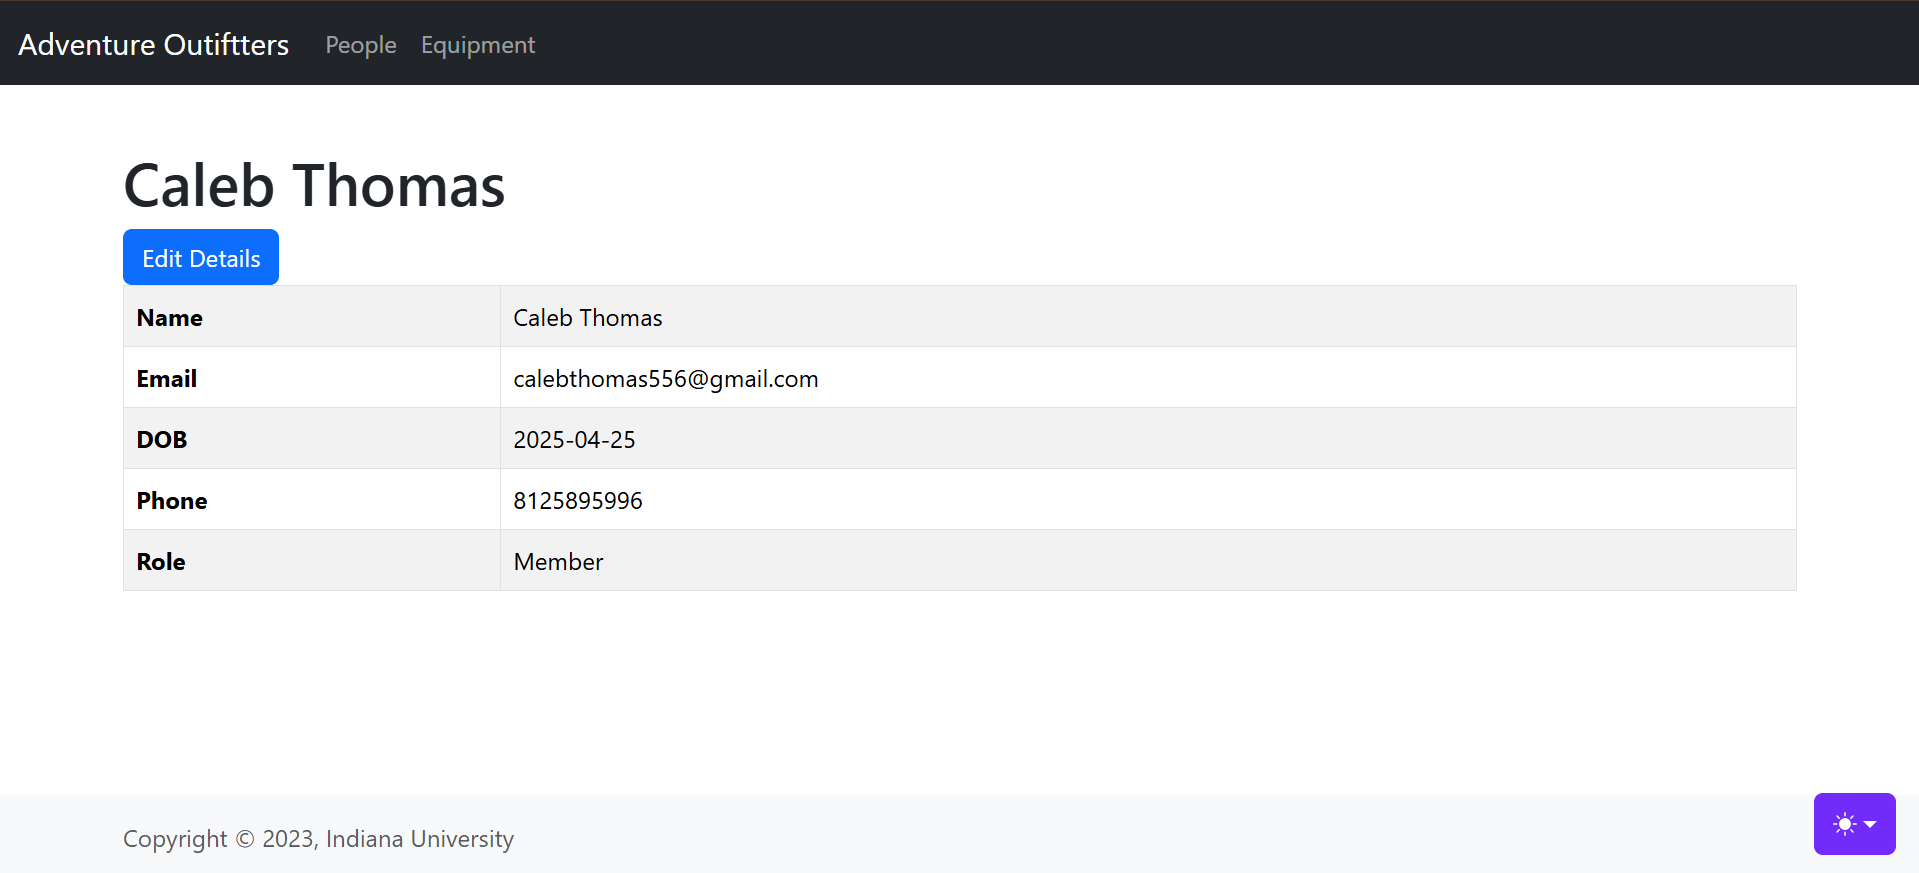 Adventure Outiftters People Equipment
Caleb Thomas
Edit Details
Name Caleb Thomas
Email calebthomas556@gmail.com
DOB 2025-04-25
Phone 8125895996
Role Member
Copyright © 2023, Indiana University